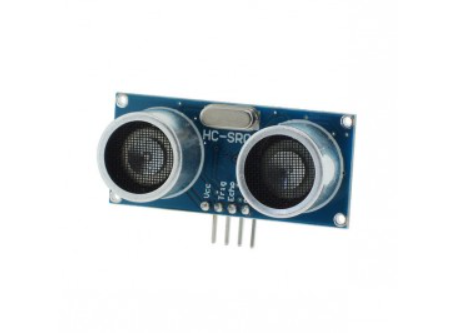 HC-SR0
Vcc
Trig
Echo